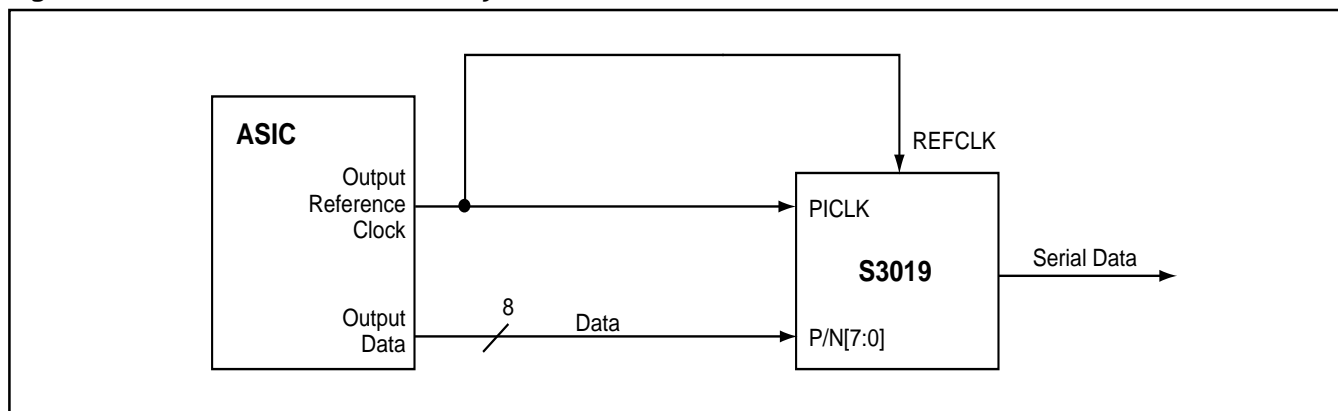 REFCLK
ASIC
Output
Reference
Clock
PICLK
S3019
Serial Data
Output
Data
8
Data
P/N[7:0]